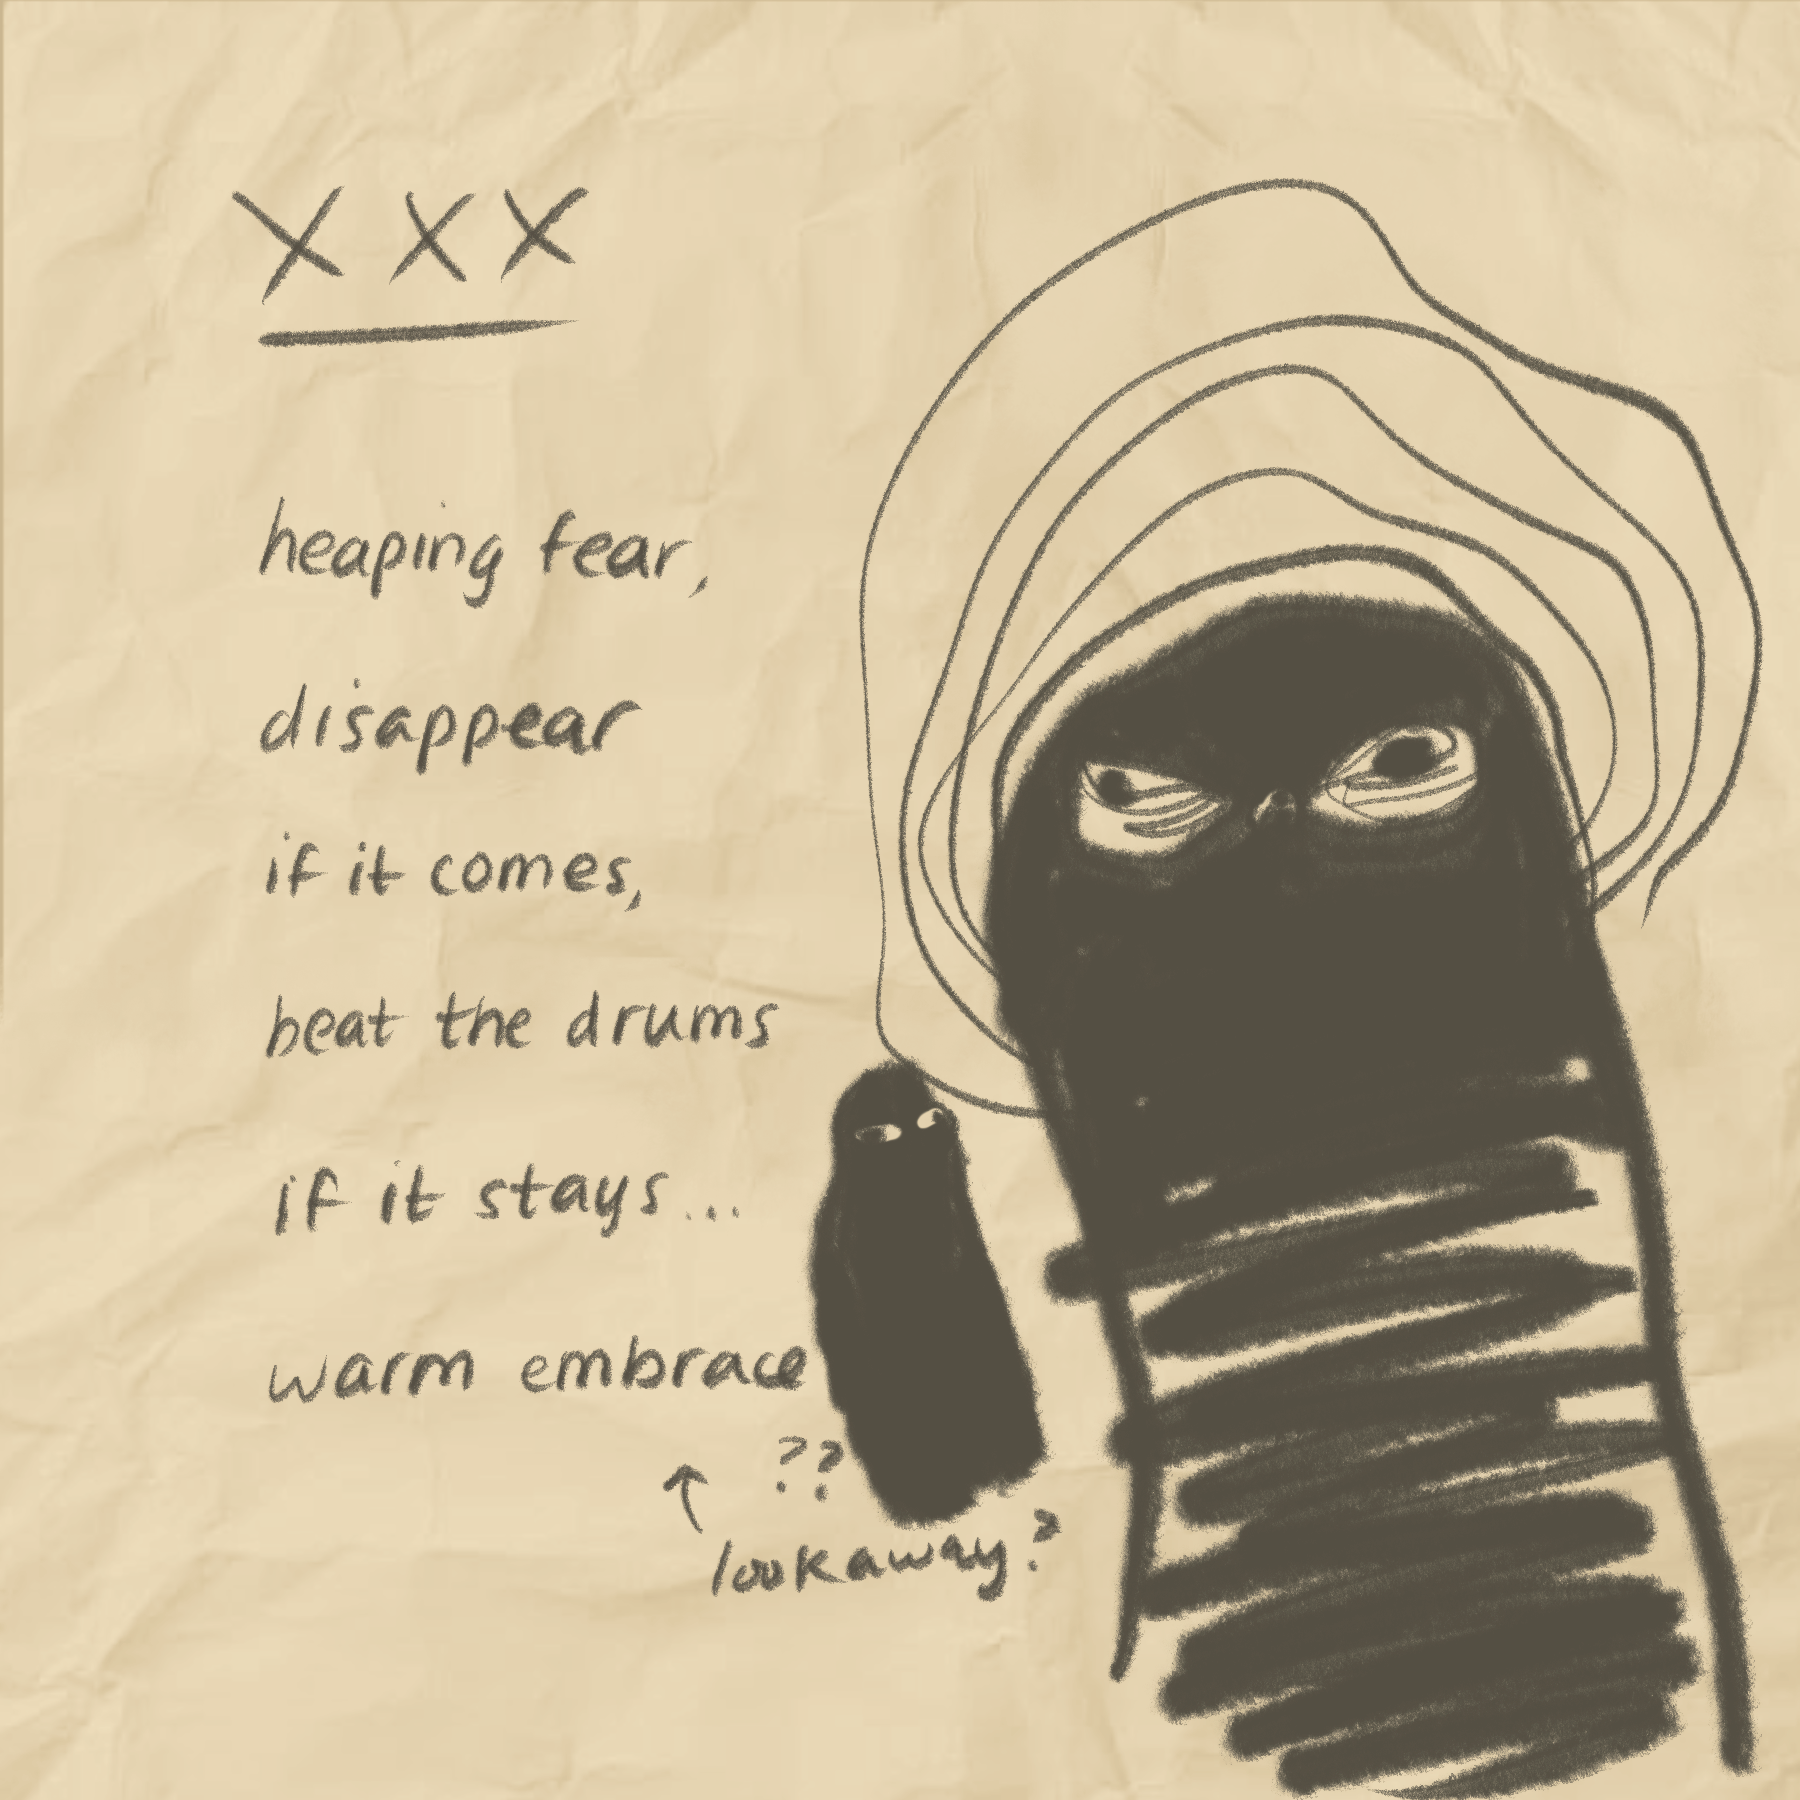 XXX
heaping fear,
disappear
if it comes,
beat the drums
if it stays...
warm embrace
??
↑
lookaway?